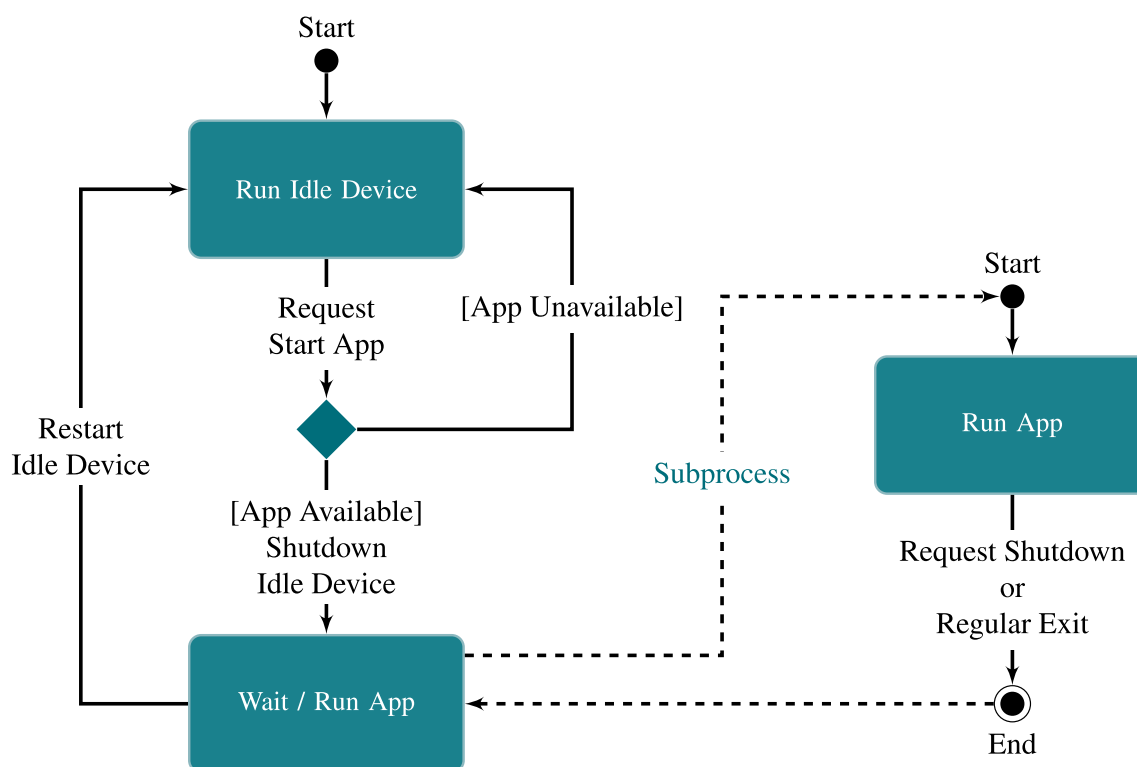 Start
Run Idle Device
Request
Start App
[App Unavailable]
Restart
Idle Device
[App Available]
Shutdown
Idle Device
Wait / Run App
Subprocess
Start
Run App
Request Shutdown
or
Regular Exit
End